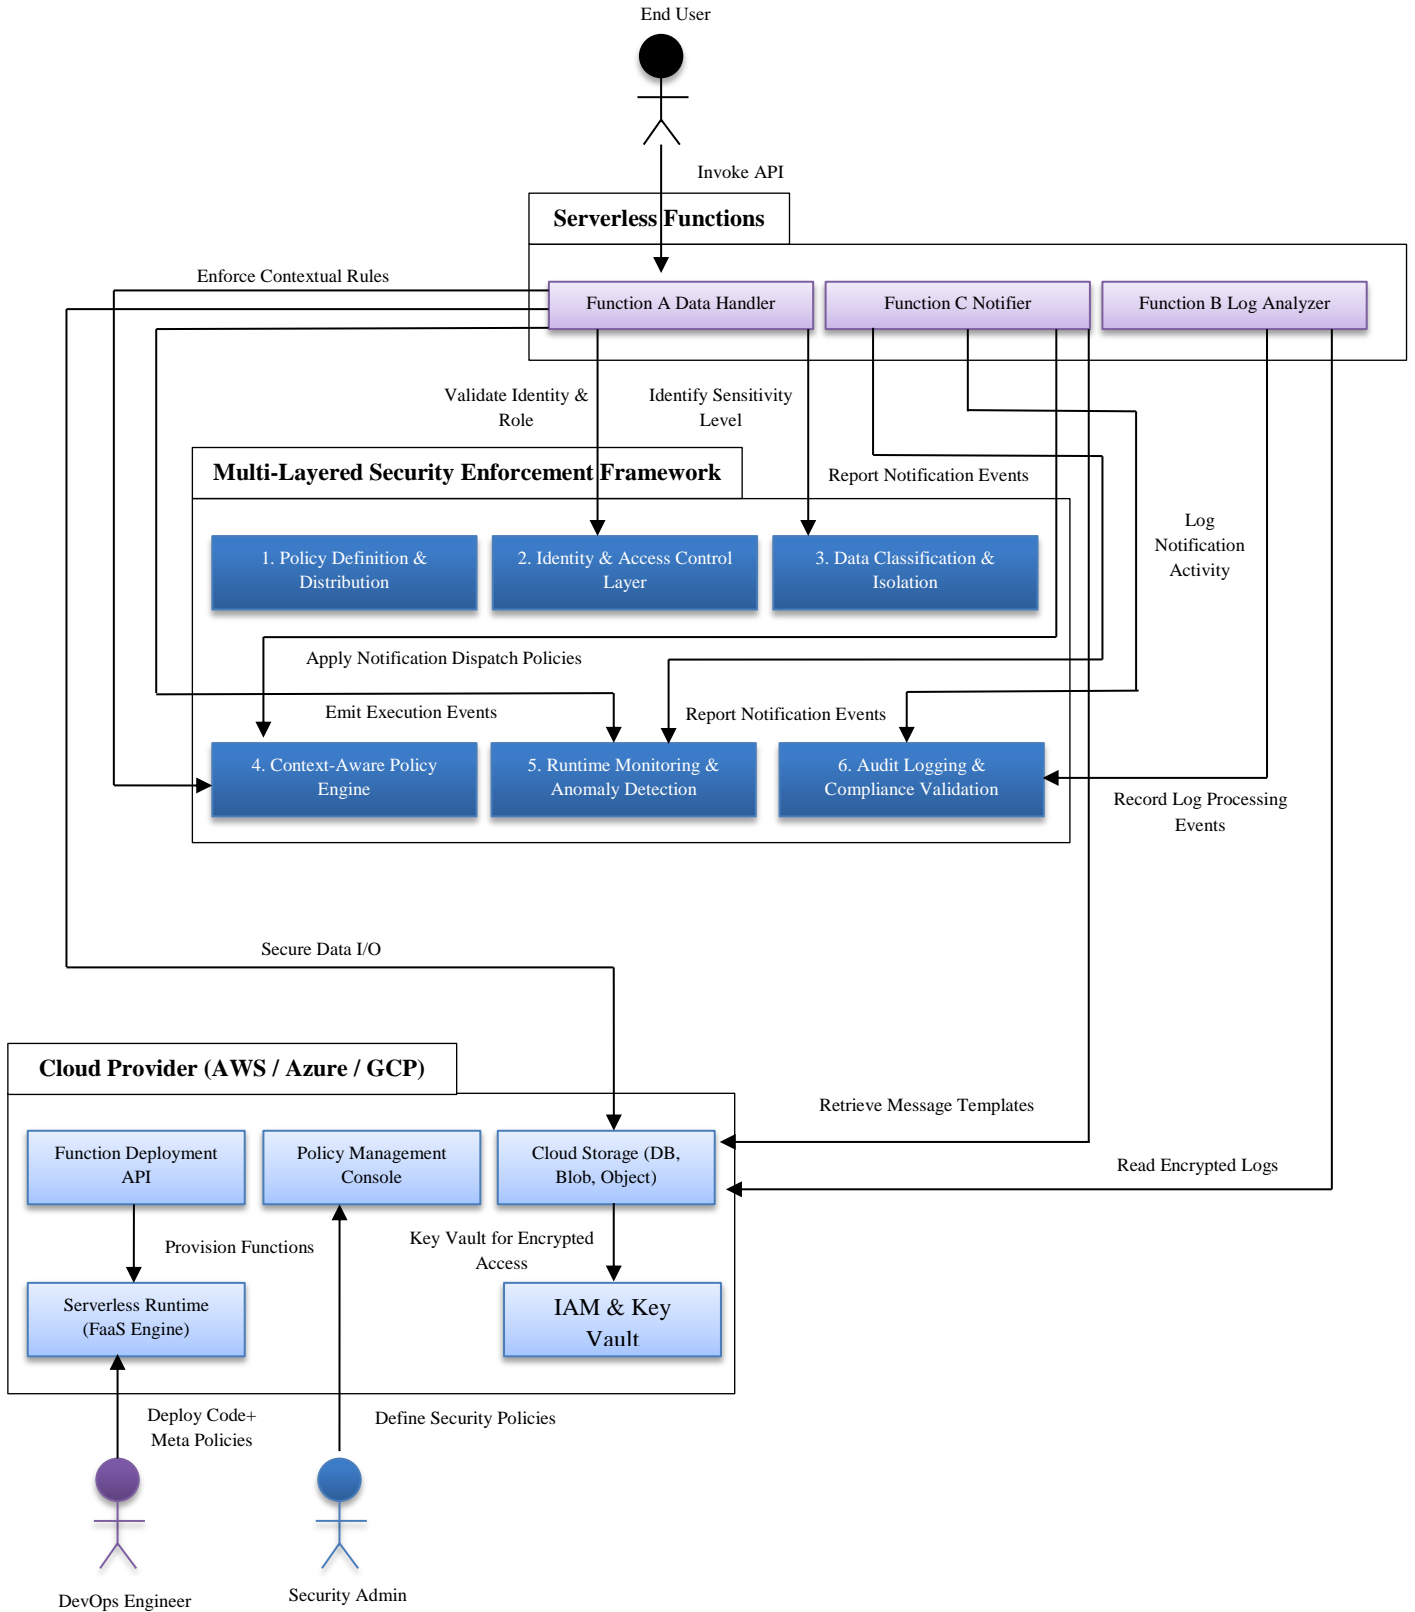 End User
Invoke API
Serverless Functions
Enforce Contextual Rules
Function A Data Handler
Function C Notifier
Function B Log Analyzer
Validate Identity &
Role
Identify Sensitivity
Level
Multi-Layered Security Enforcement Framework
Report Notification Events
Log
Notification
Activity
1. Policy Definition &
Distribution
2. Identity & Access Control
Layer
3. Data Classification &
Isolation
Apply Notification Dispatch Policies
Emit Execution Events
Report Notification Events
4. Context-Aware Policy
Engine
5. Runtime Monitoring &
Anomaly Detection
6. Audit Logging &
Compliance Validation
Record Log Processing
Events
Secure Data I/O
Cloud Provider (AWS / Azure / GCP)
Retrieve Message Templates
Function Deployment
API
Policy Management
Console
Cloud Storage (DB,
Blob, Object)
Read Encrypted Logs
Provision Functions
Key Vault for Encrypted
Access
Serverless Runtime
(FaaS Engine)
IAM & Key
Vault
Deploy Code+
Meta Policies
Define Security Policies
DevOps Engineer
Security Admin